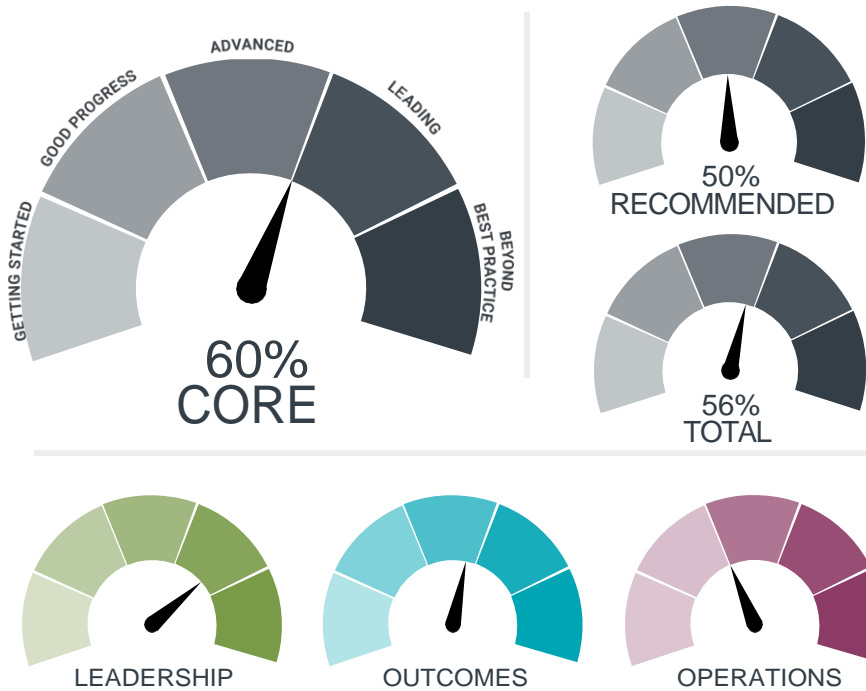 GETTING STARTED
GOOD PROGRESS
ADVANCED
LEADING
BEYOND
BEST PRACTICE
60%
CORE
50%
RECOMMENDED
56%
TOTAL
LEADERSHIP
OUTCOMES
OPERATIONS